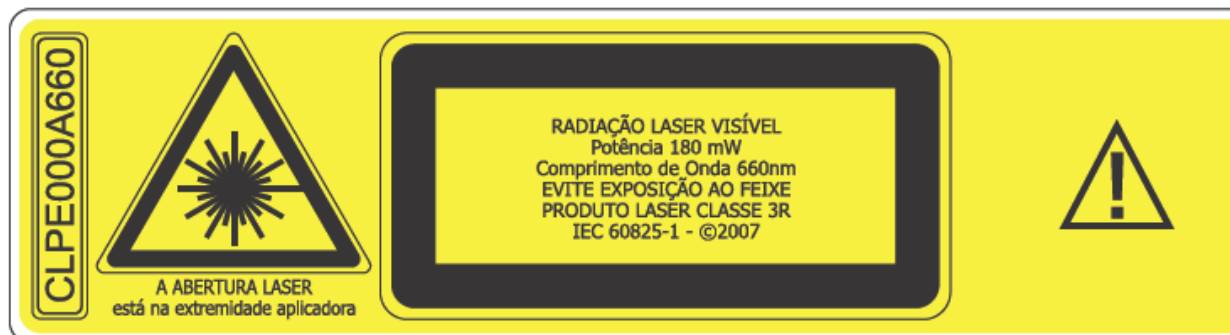 CLPE000A660
A ABERTURA LASER
está na extremidade aplicadora
RADIAÇÃO LASER VISÍVEL
Potência 180 mW
Comprimento de Onda 660nm
EVITE EXPOSIÇÃO AO FEIXE
PRODUTO LASER CLASSE 3R
IEC 60825-1 - ©2007
!